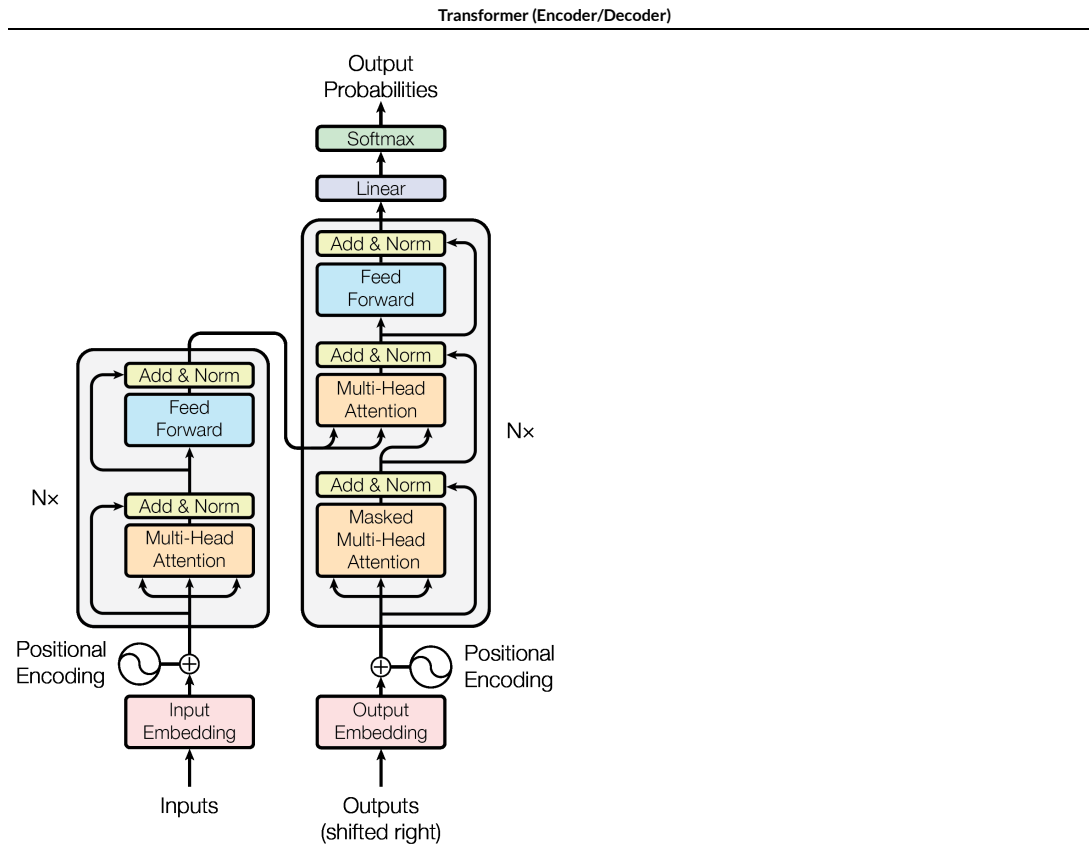 Transformer (Encoder/Decoder)
Output
Probabilities
Softmax
Linear
Add & Norm
Feed
Forward
Add & Norm
Multi-Head
Attention
N×
Add & Norm
Masked
Multi-Head
Attention
Add & Norm
Feed
Forward
N×
Add & Norm
Multi-Head
Attention
Positional
Encoding
Positional
Encoding
Input
Embedding
Output
Embedding
Inputs
Outputs
(shifted right)